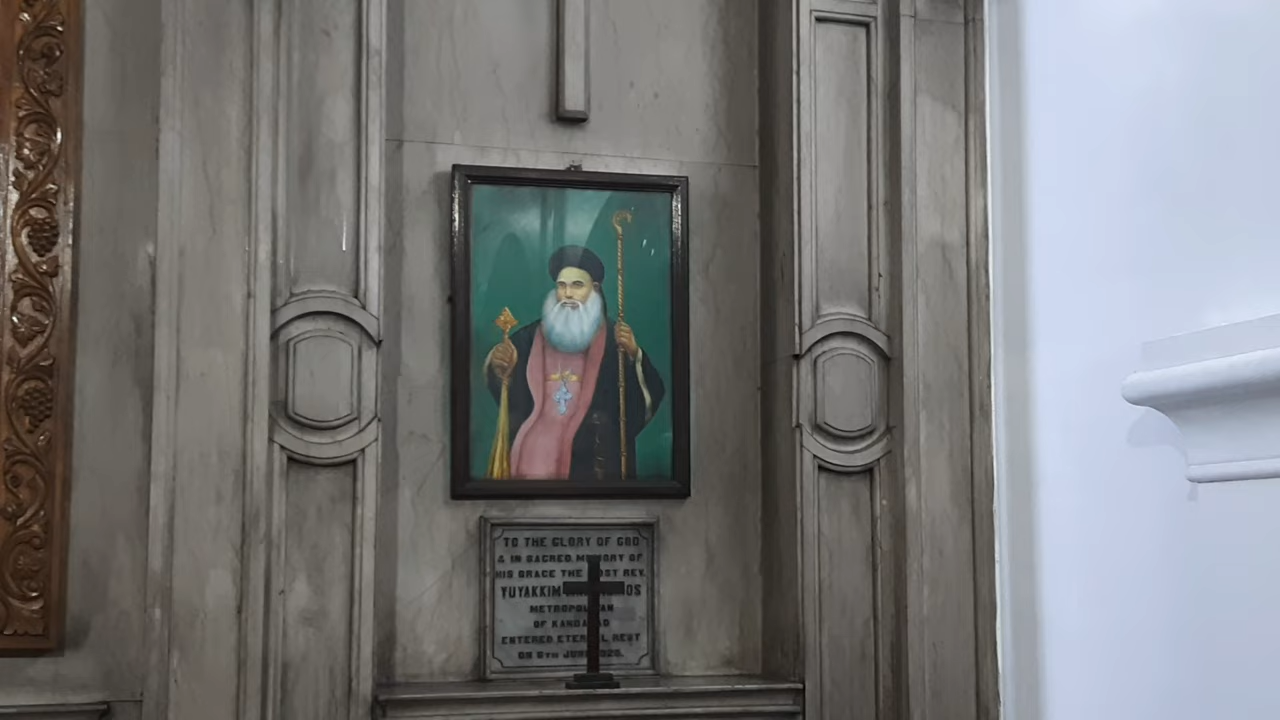 TO THE GLORY OF GOD
& IN SACRED MEMORY OF
HIS GRACE THE MOST REV.
YUYAKKIM
METROPOLITAN
OF KANDANAD
ENTERED ETERNAL REST
ON 6TH JUNE